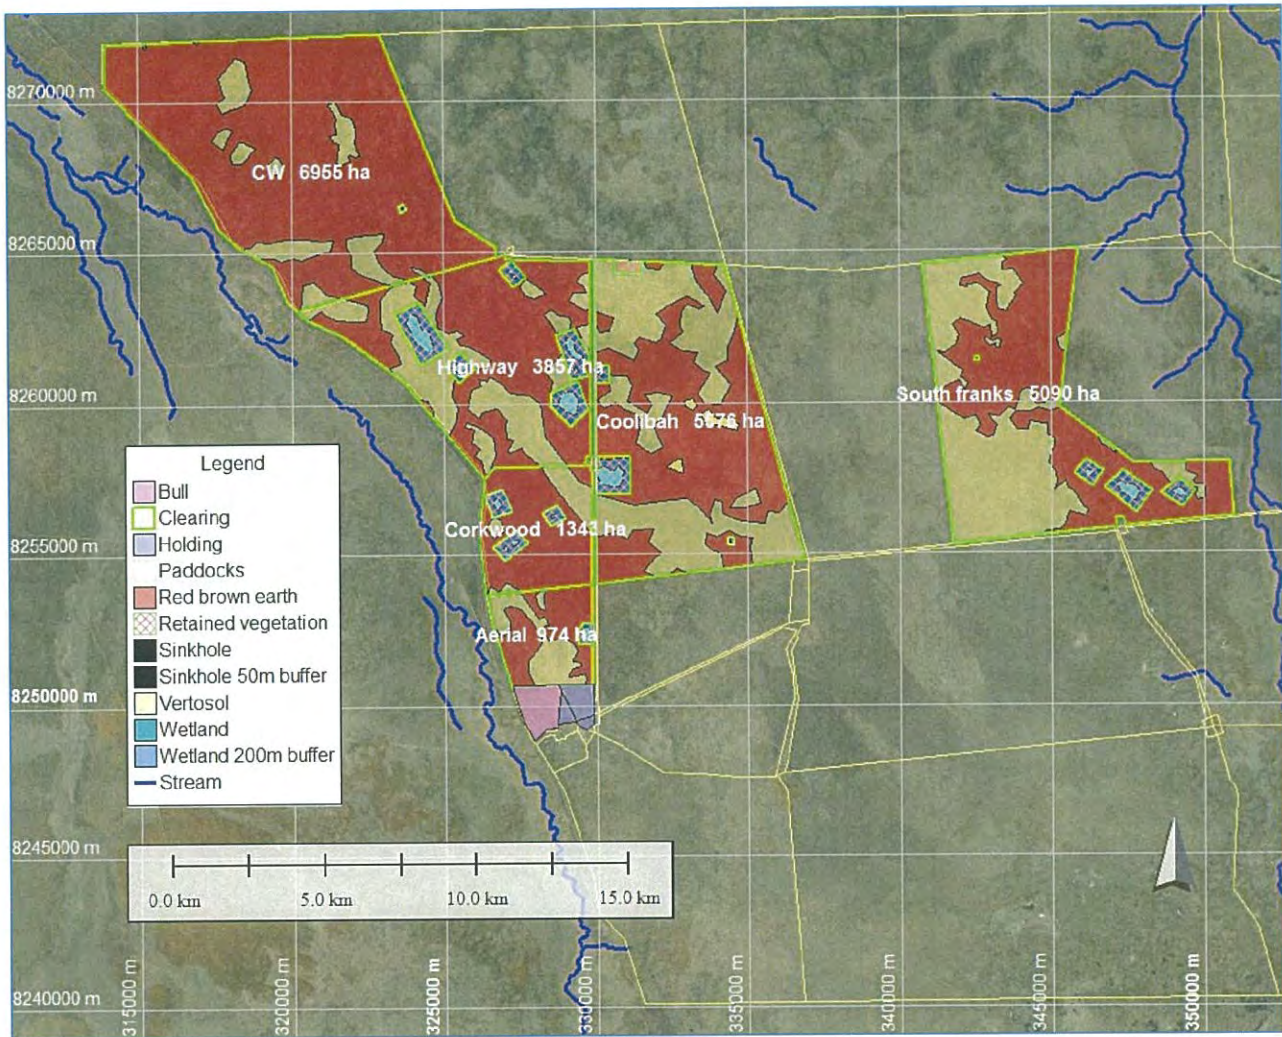 8270000 m
CW 6955 ha
8265000 m
Highway 3857 ha
8260000 m
South franks 5090 ha
Coolibah ha
Legend
Bull
Clearing
Holding
Paddocks
Red brown earth
Retained vegetation
Sinkhole
Sinkhole 50m buffer
Vertosol
Wetland
Wetland 200m buffer
Stream
Corkwood 1343 ha
8255000 m
Aerial 974 ha
8250000 m
8245000 m
0.0 km 5.0 km 10.0 km 15.0 km
8240000 m
315000 m
320000 m
325000 m
330000 m
335000 m
340000 m
345000 m
350000 m